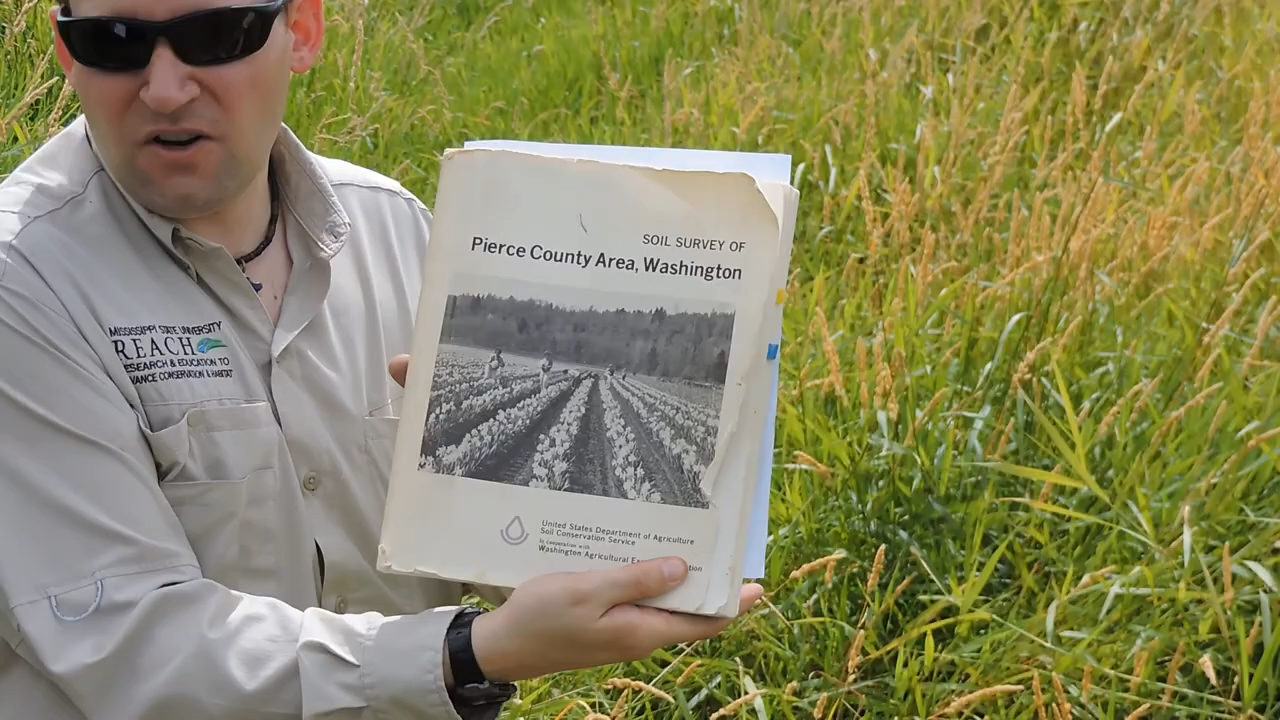 MISSISSIPPI STATE UNIVERSITY
REACH
RESEARCH & EDUCATION TO
CONSERVATION & HABITAT
SOIL SURVEY OF
Pierce County Area, Washington
United States Department of Agriculture
Soil Conservation Service
In cooperation with
Washington Agricultural